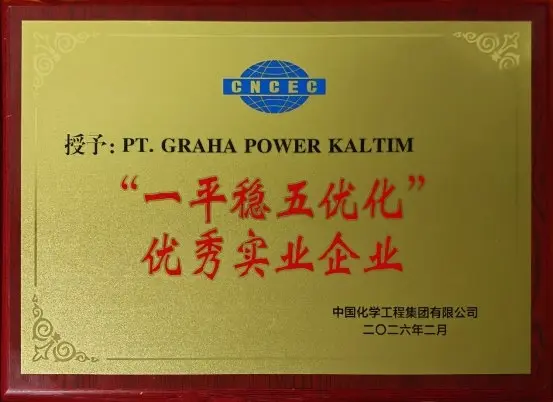 CNCEC
授予：PT. GRAHA POWER KALTIM
“一平稳五优化”
优秀实业企业
中国化学工程集团有限公司
二〇二六年二月